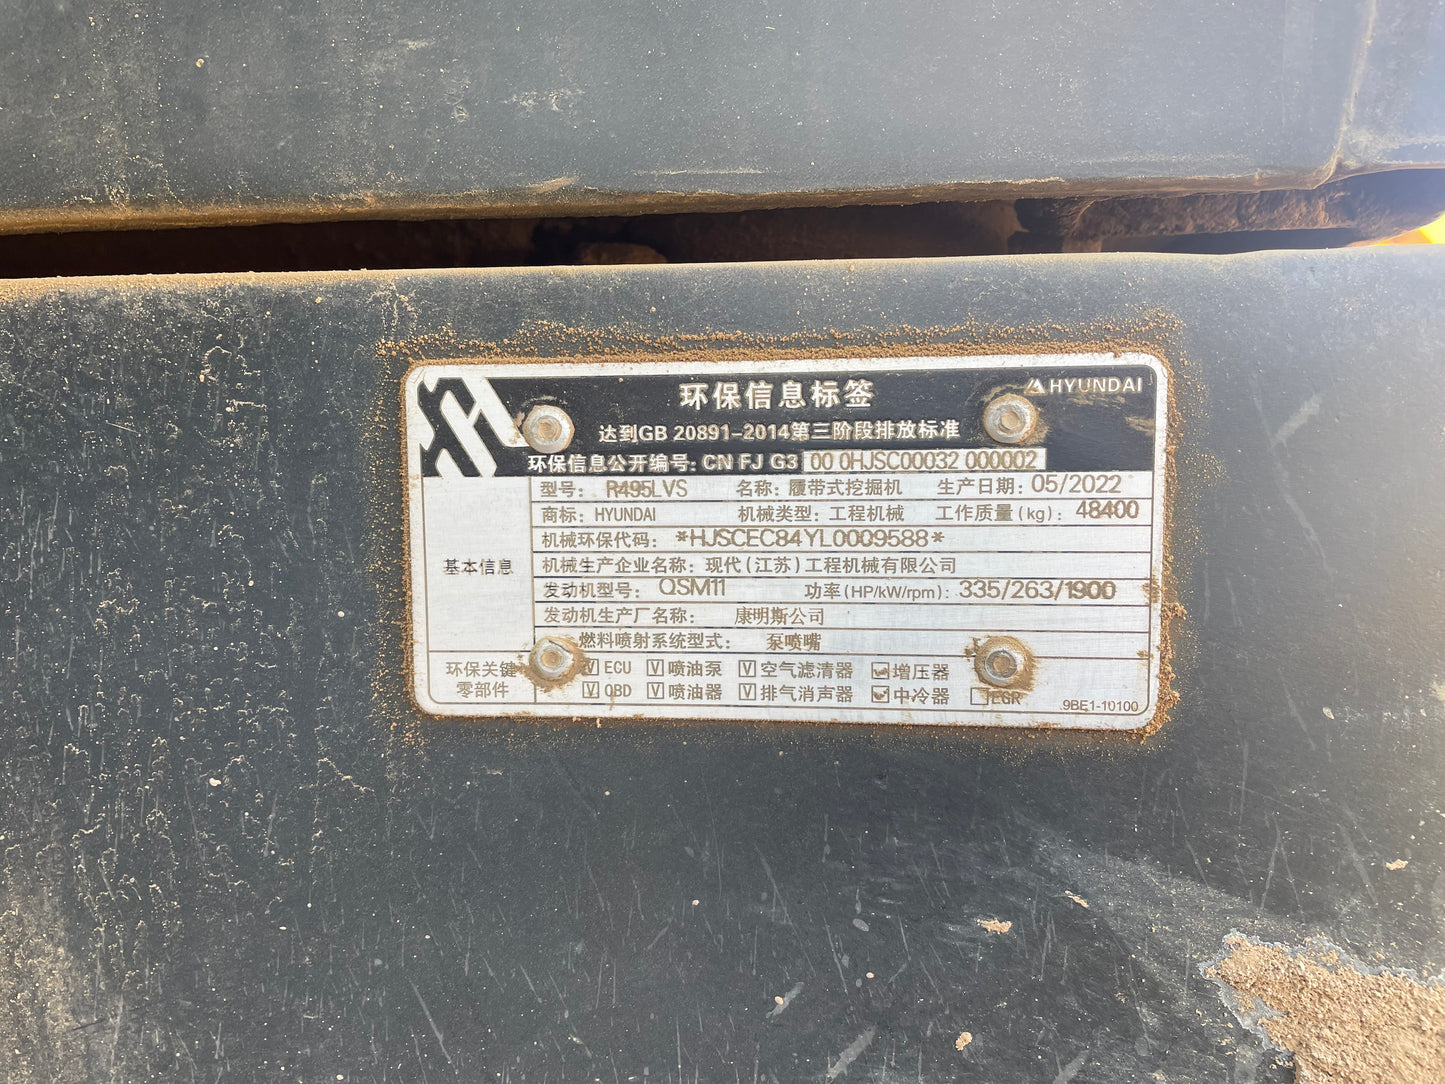 环保信息标签
HYUNDAI
达到GB 20891-2014第三阶段排放标准
环保信息公开编号: CN FJ G3 00 0HJSC00032 000002
型号: R495LVS 名称: 履带式挖掘机 生产日期: 05/2022
商标: HYUNDAI 机械类型: 工程机械 工作质量(kg): 48400
机械环保代码: *HJSCEC84YL0009588*
基本信息
机械生产企业名称: 现代(江苏)工程机械有限公司
发动机型号: QSM11 功率(HP/kW/rpm): 335/263/1900
发动机生产厂名称: 康明斯公司
燃料喷射系统型式: 泵喷嘴
环保关键 ECU 喷油泵 空气滤清器 增压器
零部件 OBD 喷油器 排气消声器 中冷器 EGR
9BE1-10100